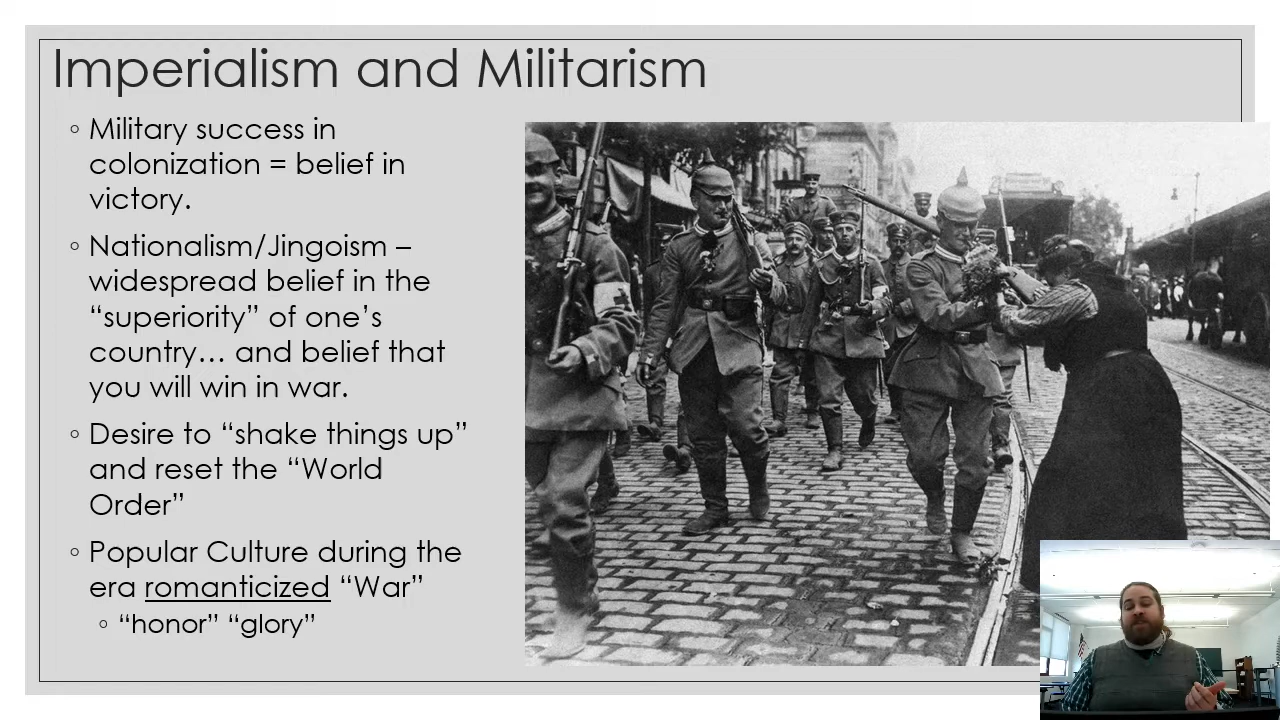 Imperialism and Militarism
◦ Military success in
colonization = belief in
victory.
◦ Nationalism/Jingoism –
widespread belief in the
“superiority” of one’s
country… and belief that
you will win in war.
◦ Desire to “shake things up”
and reset the “World
Order”
◦ Popular Culture during the
era romanticized “War”
◦ “honor” “glory”